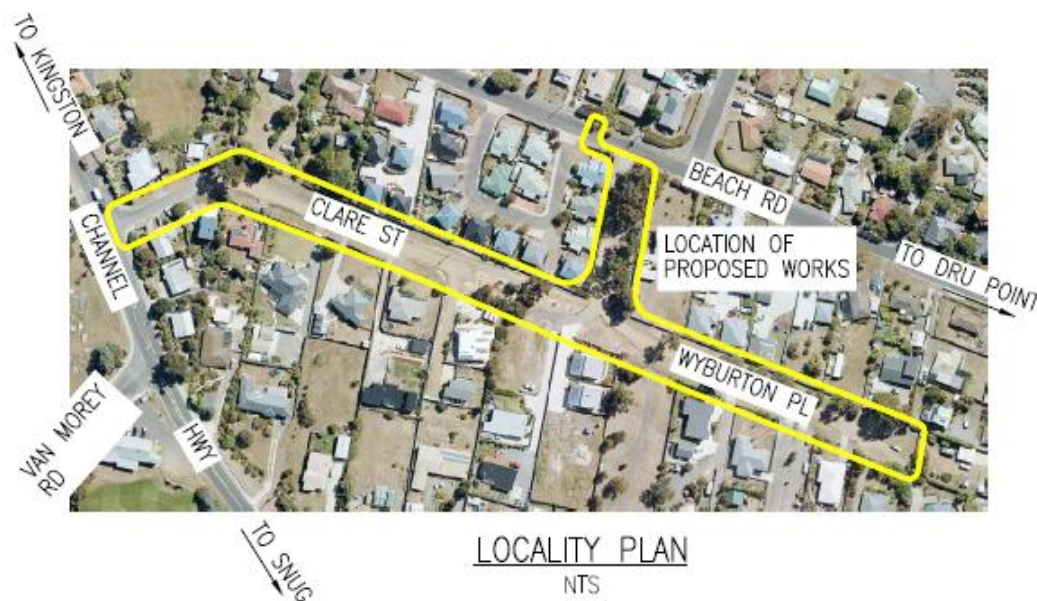 TO KINGSTON
CHANNEL
HWY
VAN MOREY
RD
TO SNUG
CLARE ST
BEACH RD
LOCATION OF
PROPOSED WORKS
TO DRU POINT
WYBURTON PL
LOCALITY PLAN
NTS